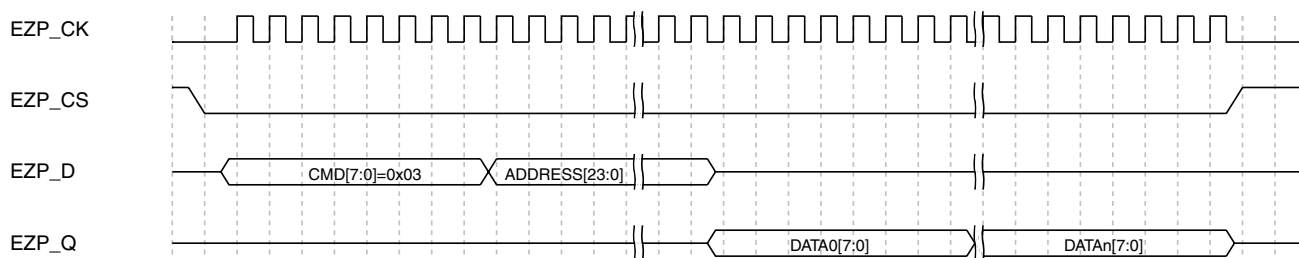 EZP_CK
EZP_CS
EZP_D
CMD[7:0]=0x03
ADDRESS[23:0]
EZP_Q
DATA0[7:0]
DATAn[7:0]